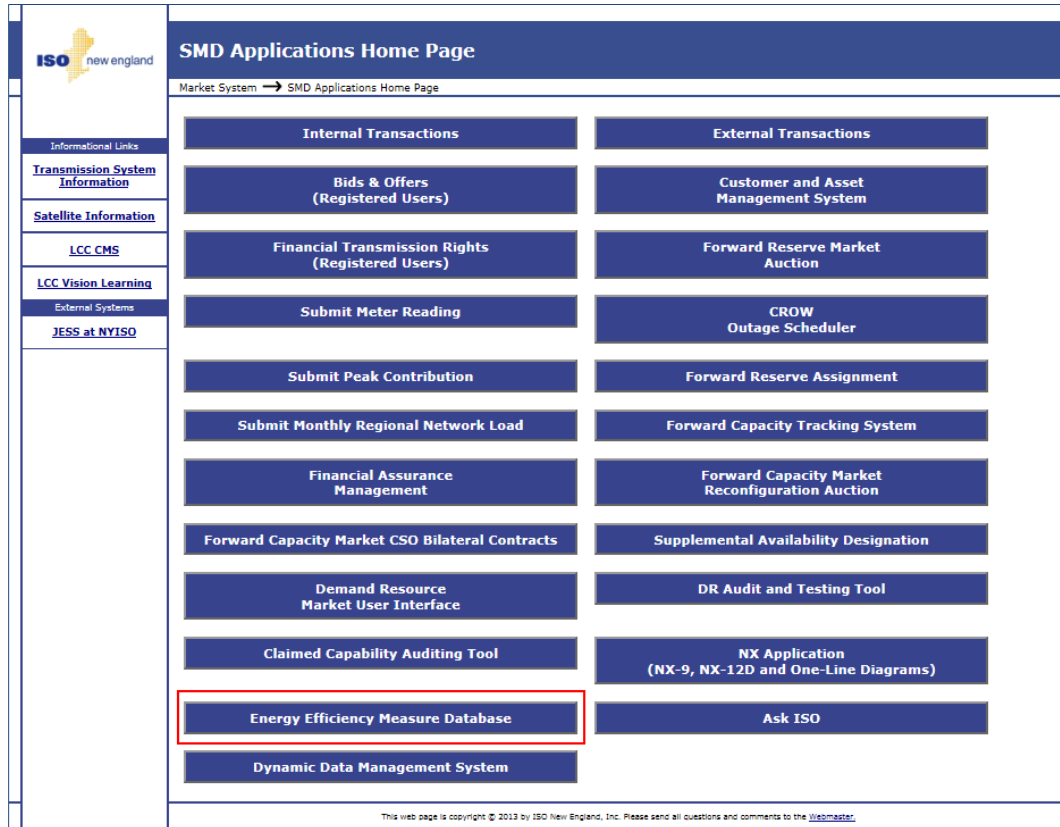 ISO new england
SMD Applications Home Page
Market System → SMD Applications Home Page
Informational Links
Transmission System
Information
Satellite Information
LCC CMS
LCC Vision Learning
External Systems
JESS at NYISO
Internal Transactions
External Transactions
Bids & Offers
(Registered Users)
Customer and Asset
Management System
Financial Transmission Rights
(Registered Users)
Forward Reserve Market
Auction
Submit Meter Reading
CROW
Outage Scheduler
Submit Peak Contribution
Forward Reserve Assignment
Submit Monthly Regional Network Load
Forward Capacity Tracking System
Financial Assurance
Management
Forward Capacity Market
Reconfiguration Auction
Forward Capacity Market CSO Bilateral Contracts
Supplemental Availability Designation
Demand Resource
Market User Interface
DR Audit and Testing Tool
Claimed Capability Auditing Tool
NX Application
(NX-9, NX-12D and One-Line Diagrams)
Energy Efficiency Measure Database
Ask ISO
Dynamic Data Management System
This web page is copyright © 2013 by ISO New England, Inc. Please send all questions and comments to the Webmaster.